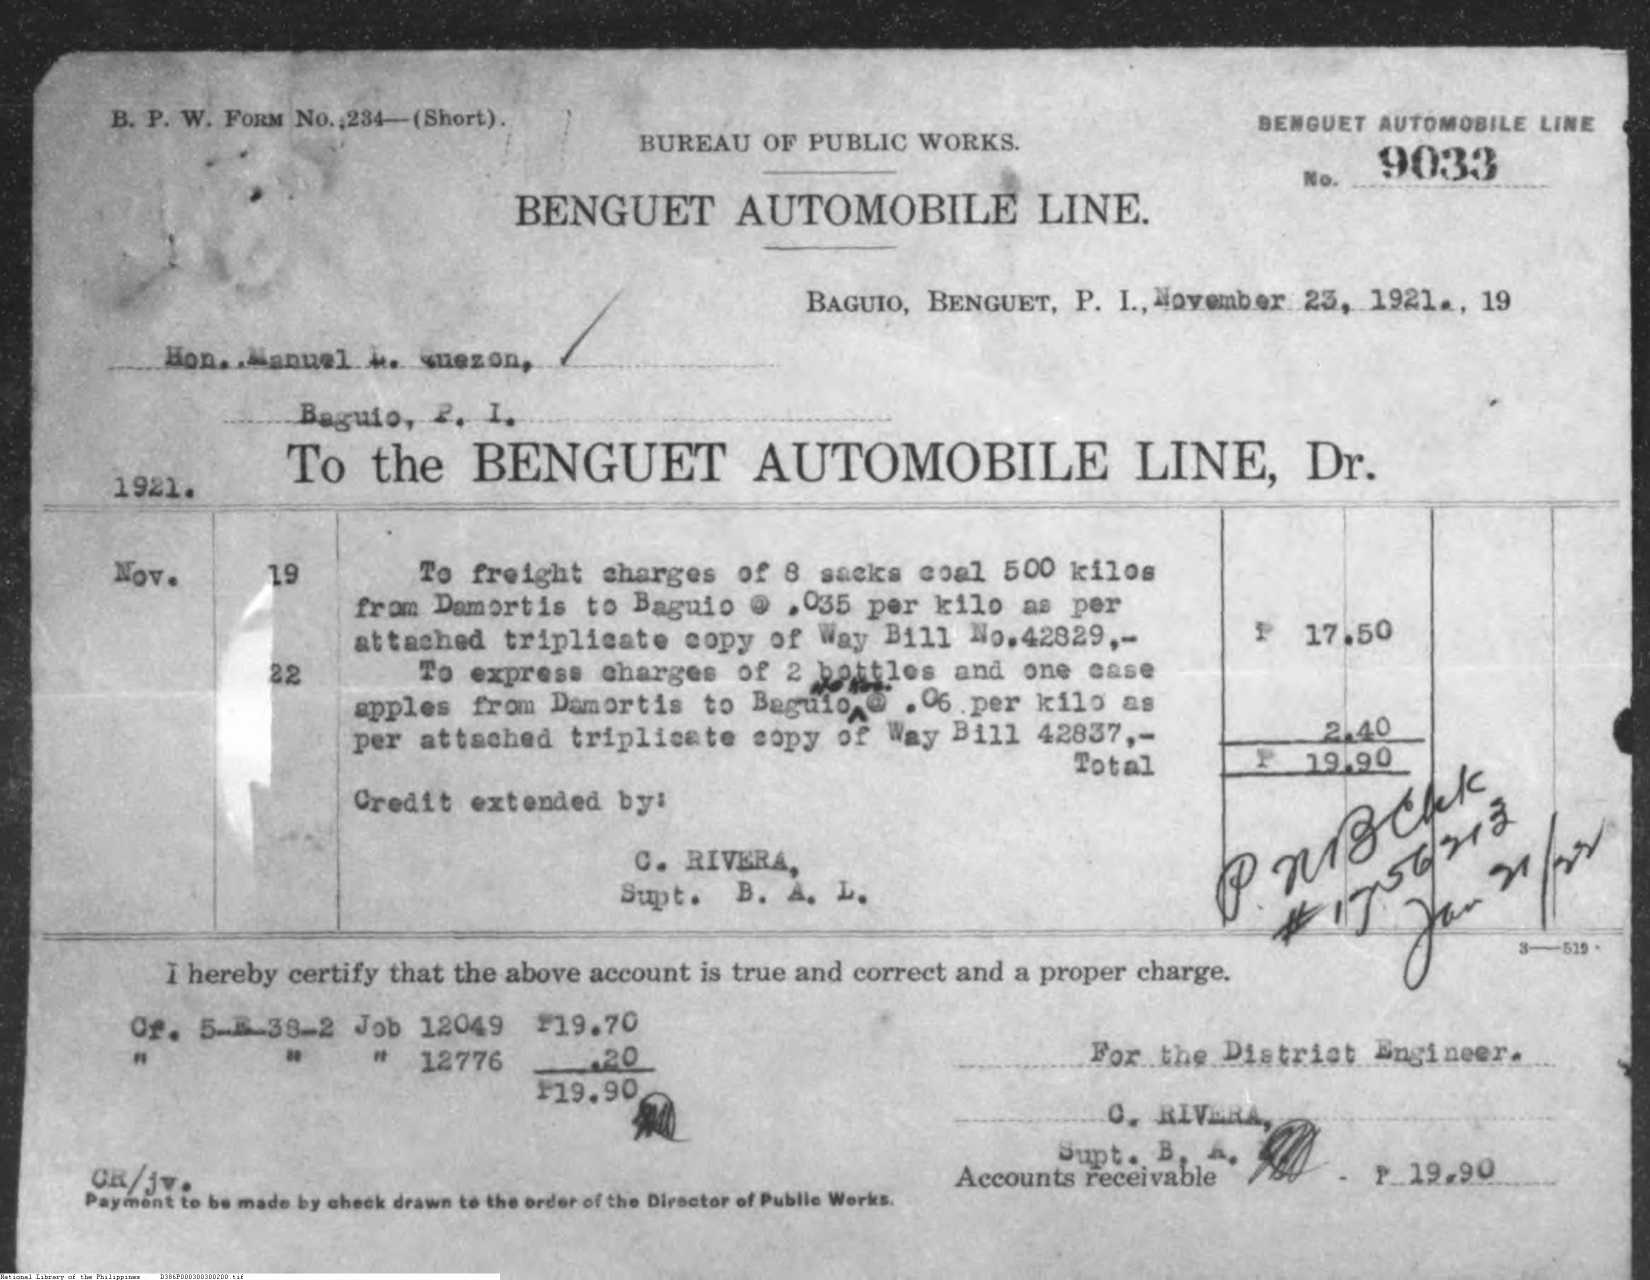 B. P. W. FORM No. 234—(Short).
BUREAU OF PUBLIC WORKS.
BENGUET AUTOMOBILE LINE
No. 9033
BENGUET AUTOMOBILE LINE.
BAGUIO, BENGUET, P. I., November 23, 1921. , 19
Hon. Manuel L. Quezon,
Baguio, P. I.
To the BENGUET AUTOMOBILE LINE, Dr.
1921.
Nov. 19 To freight charges of 8 sacks coal 500 kilos
from Damortis to Baguio @ .035 per kilo as per
attached triplicate copy of Way Bill No.42829,- ₱ 17.50
22 To express charges of 2 bottles and one case
apples from Damortis to Baguio @ .06 per kilo as
per attached triplicate copy of Way Bill 42837,- 2.40
Total ₱ 19.90
Credit extended by:
C. RIVERA,
Supt. B. A. L.
P.N.B Chk
# 1756213
Jan 21/22
3—519
I hereby certify that the above account is true and correct and a proper charge.
Cr. 5-E-38-2 Job 12049 ₱19.70
" " " 12776 .20
₱19.90
For the District Engineer.
C. RIVERA,
Supt. B. A.
Accounts receivable - ₱ 19.90
CR/jv.
Payment to be made by check drawn to the order of the Director of Public Works.
National Library of the Philippines D386P000300300200.tif